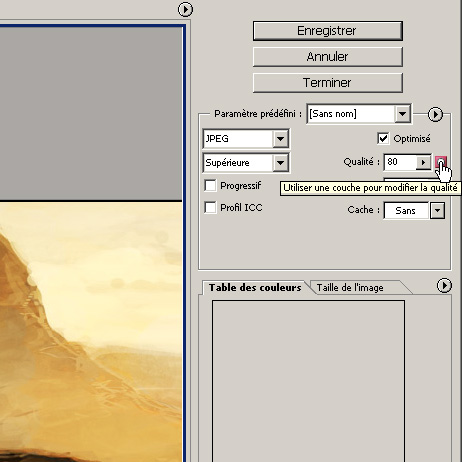 Enregistrer
Annuler
Terminer
Paramètre prédéfini : [Sans nom]
JPEG
Optimisé
Supérieure
Qualité : 80
Progressif
Utiliser une couche pour modifier la qualité
Profil ICC
Cache : Sans
Table des couleurs
Taille de l'image